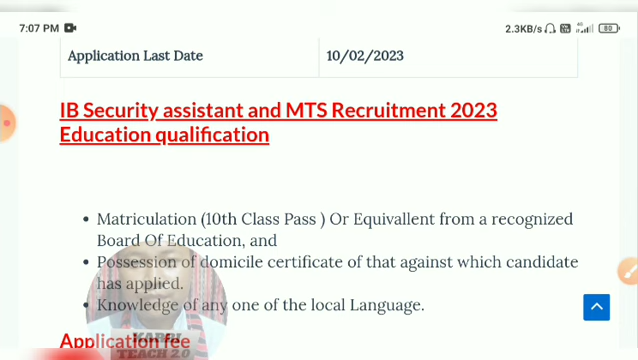 7:07 PM 2.3KB/s 4G 80
Application Last Date 10/02/2023
IB Security assistant and MTS Recruitment 2023
Education qualification
Matriculation (10th Class Pass ) Or Equivallent from a recognized
Board Of Education, and
Possession of domicile certificate of that against which candidate
has applied.
Knowledge of any one of the local Language.
Application fee
TEACH 2.0